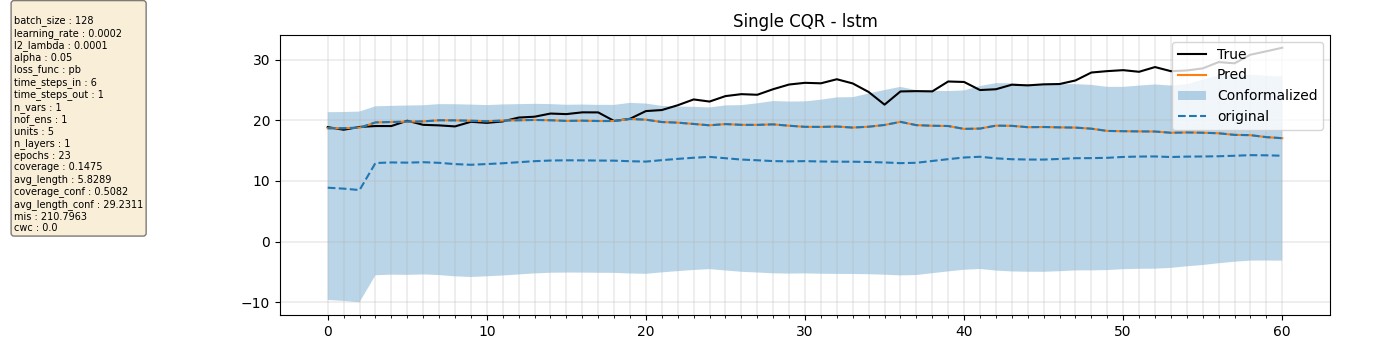 batch_size : 128
learning_rate : 0.0002
l2_lambda : 0.0001
alpha : 0.05
loss_func : pb
time_steps_in : 6
time_steps_out : 1
n_vars : 1
nof_ens : 1
units : 5
n_layers : 1
epochs : 23
coverage : 0.1475
avg_length : 5.8289
coverage_conf : 0.5082
avg_length_conf : 29.2311
mis : 210.7963
cwc : 0.0
Single CQR - lstm
True
Pred
Conformalized
original
30
20
10
0
−10
0 10 20 30 40 50 60